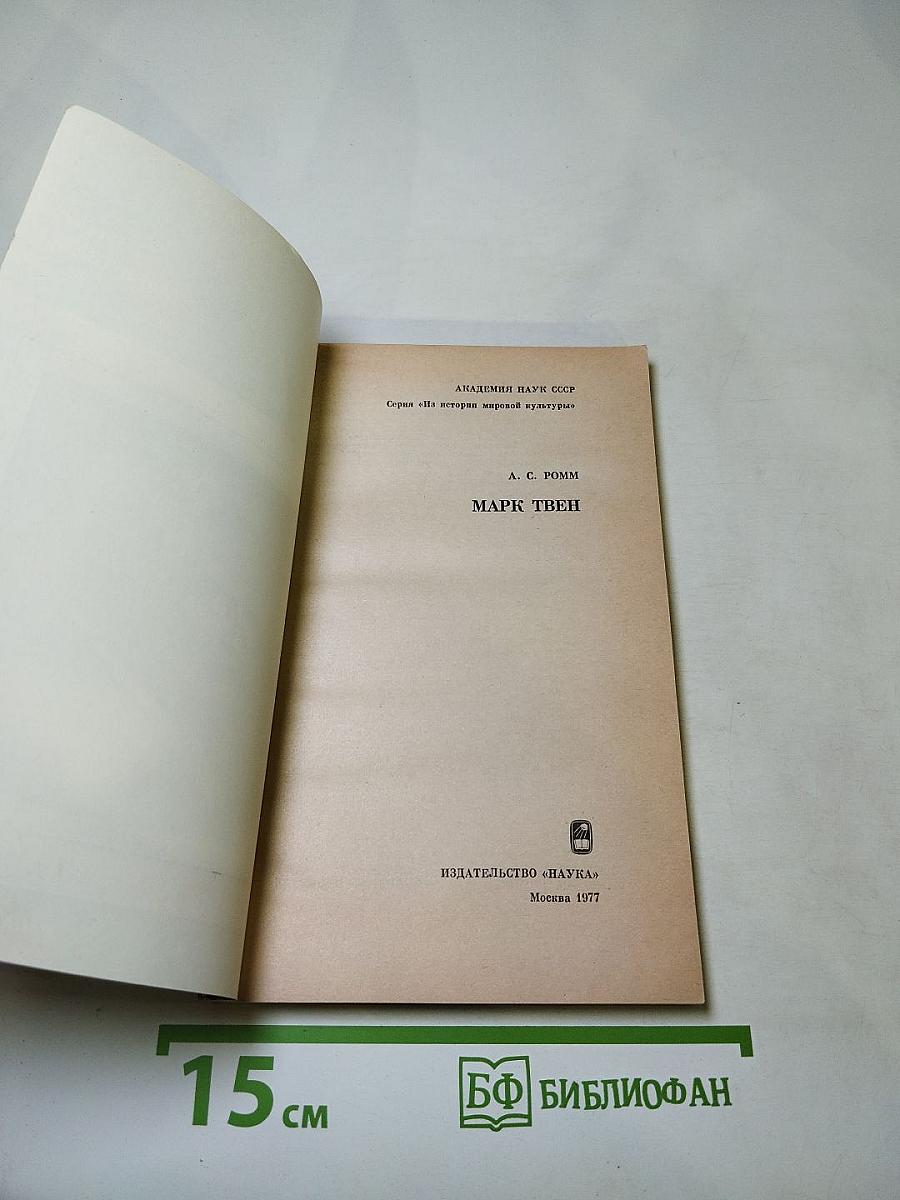 АКАДЕМИЯ НАУК СССР
Серия «Из истории мировой культуры»
А. С. РОММ
МАРК ТВЕН
ИЗДАТЕЛЬСТВО «НАУКА»
Москва 1977
15 см
БФ БИБЛИОФАН